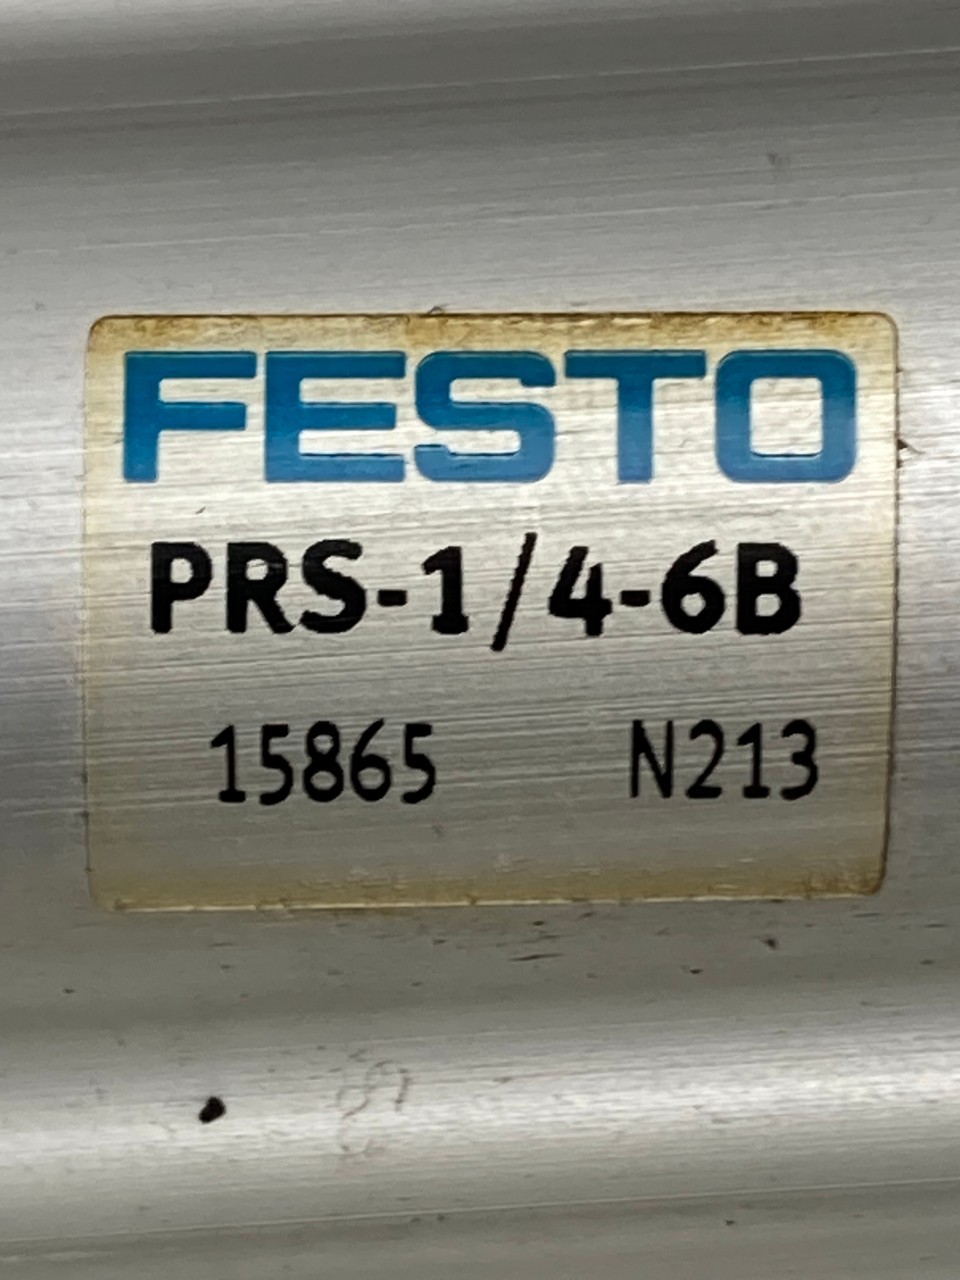 FESTO
PRS-1/4-6B
15865 N213